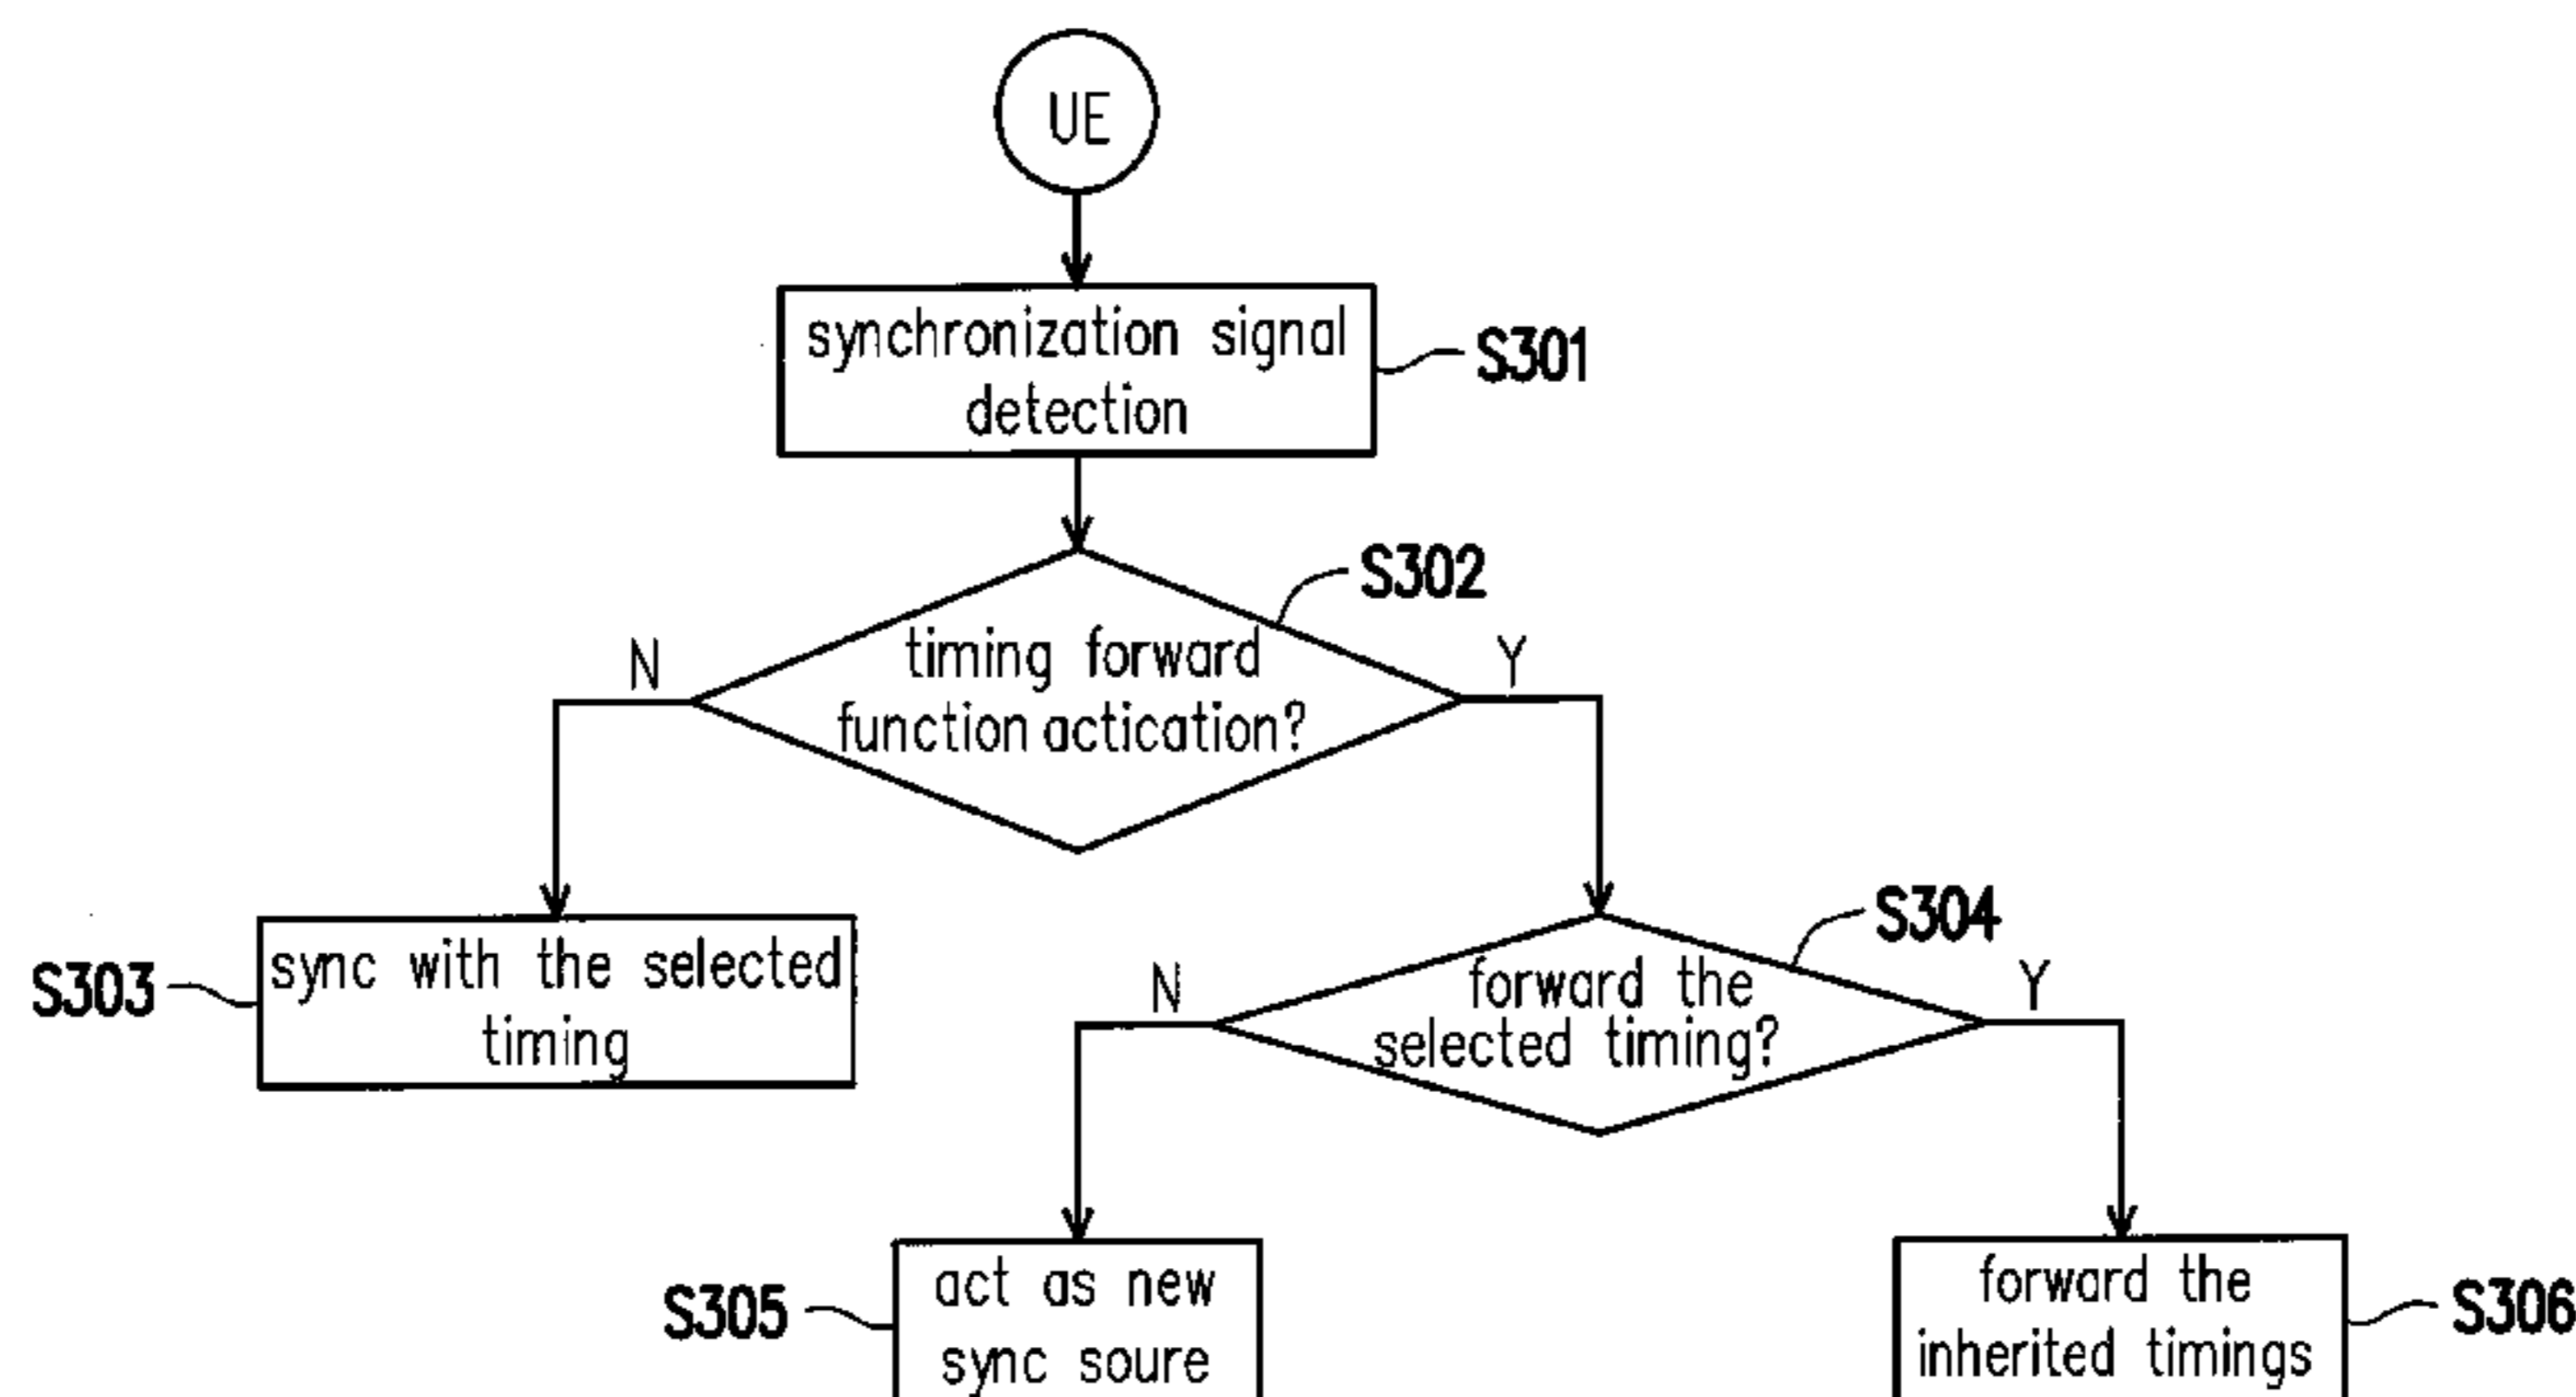 UE
synchronization signal
detection
S301
S302
timing forward
function actication?
N
Y
S303
sync with the selected
timing
S304
forward the
selected timing?
N
Y
S305
act as new
sync soure
forward the
inherited timings
S306